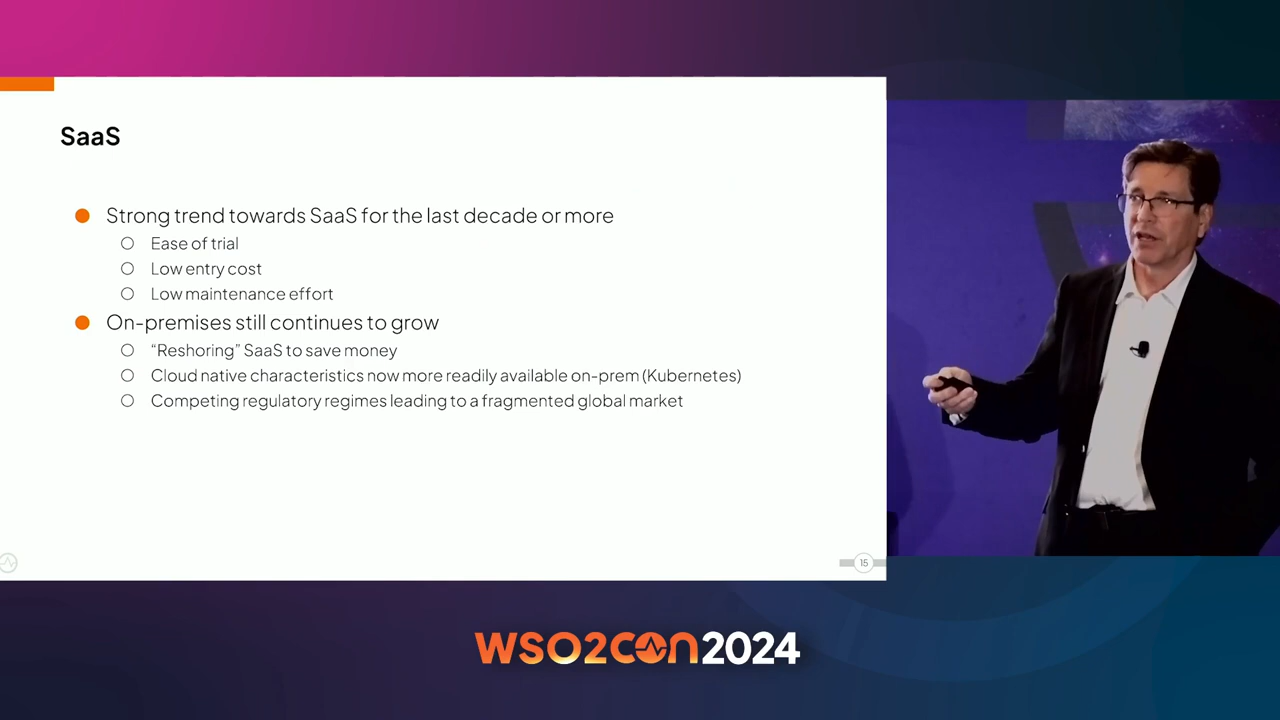 SaaS
Strong trend towards SaaS for the last decade or more
Ease of trial
Low entry cost
Low maintenance effort
On-premises still continues to grow
“Reshoring” SaaS to save money
Cloud native characteristics now more readily available on-prem (Kubernetes)
Competing regulatory regimes leading to a fragmented global market
15
WSO2CON2024